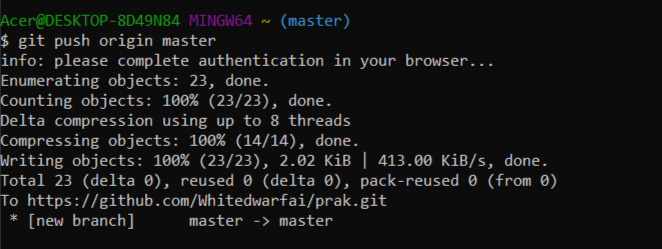 Acer@DESKTOP-8D49N84 MINGW64 ~ (master)
$ git push origin master
info: please complete authentication in your browser...
Enumerating objects: 23, done.
Counting objects: 100% (23/23), done.
Delta compression using up to 8 threads
Compressing objects: 100% (14/14), done.
Writing objects: 100% (23/23), 2.02 KiB | 413.00 KiB/s, done.
Total 23 (delta 0), reused 0 (delta 0), pack-reused 0 (from 0)
To https://github.com/Whitedwarfai/prak.git
 * [new branch]      master -> master